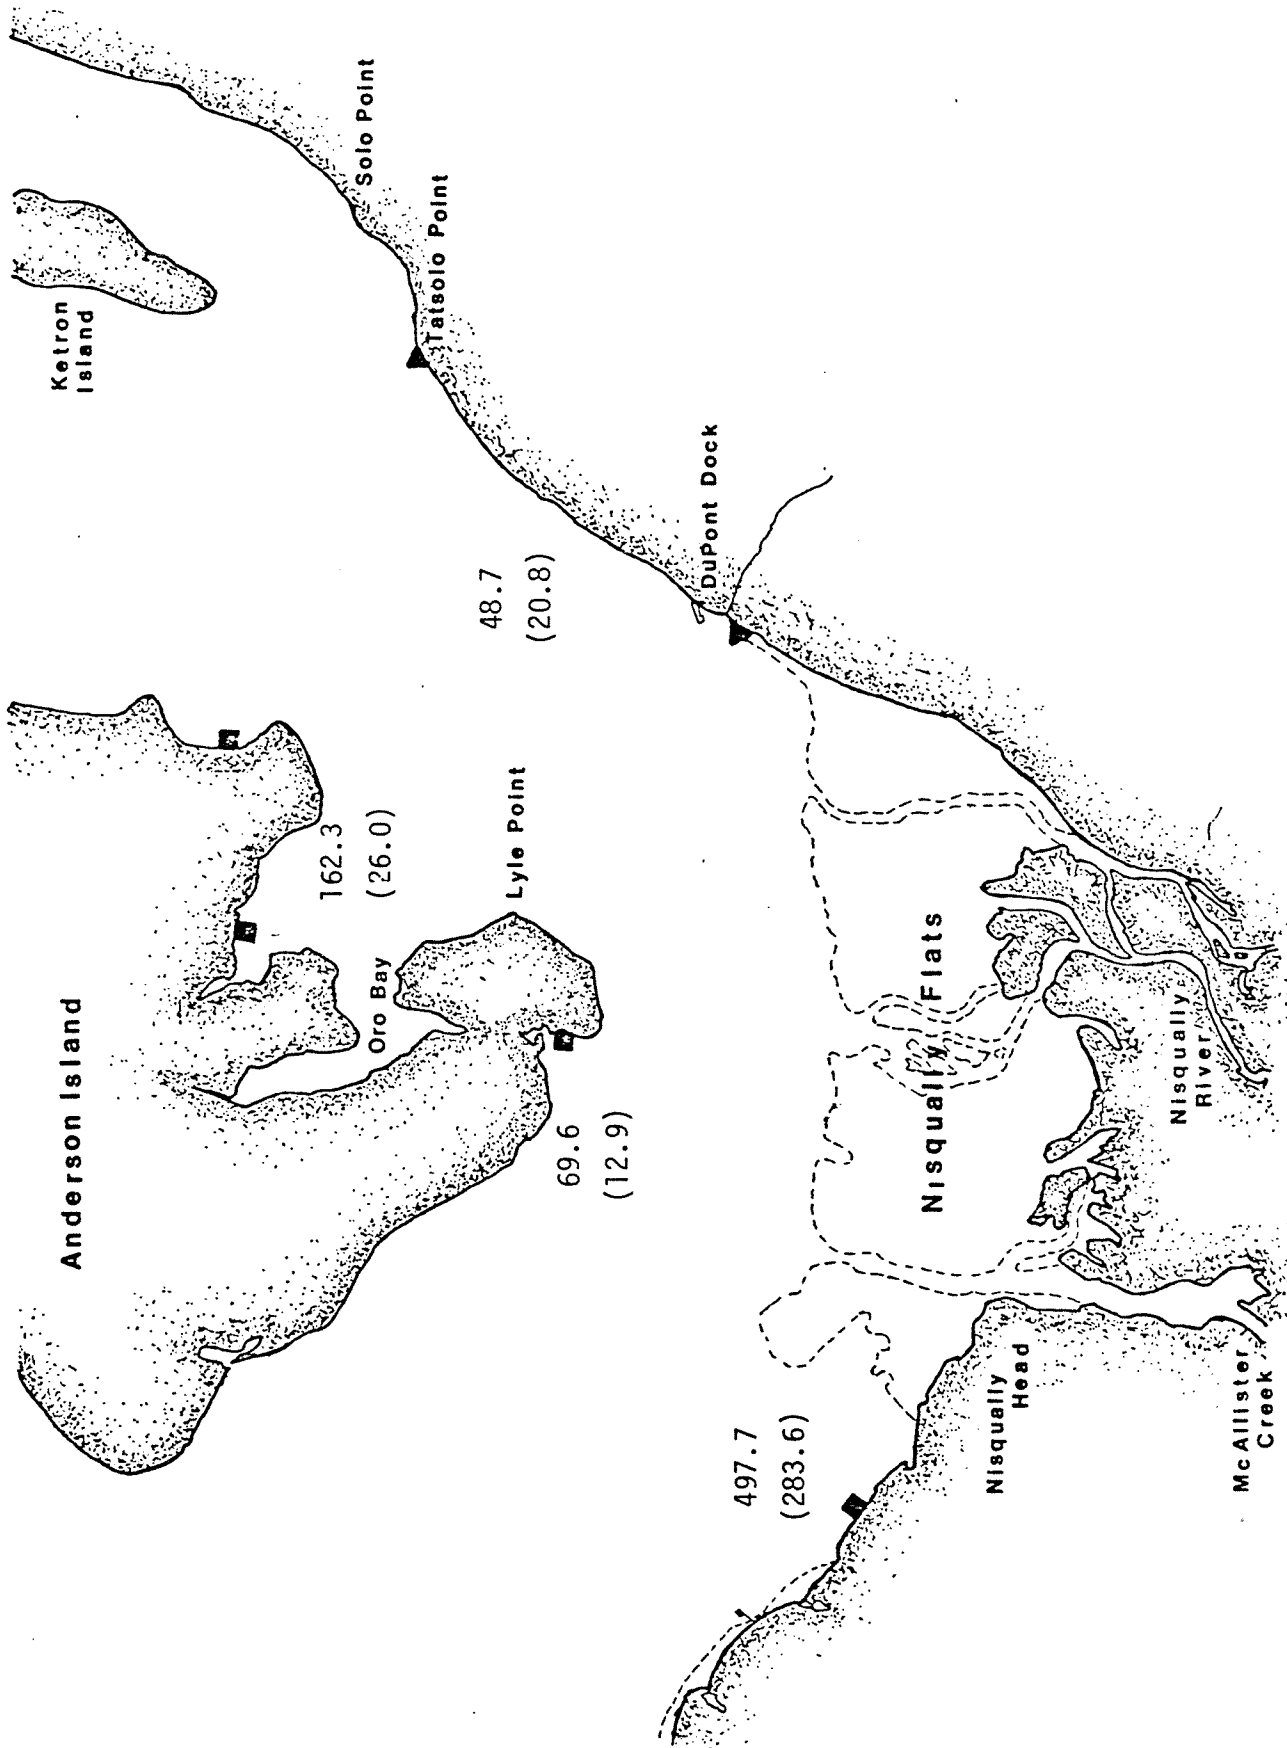 Anderson Island
Ketron
Island
Solo Point
Tatsolo Point
162.3
(26.0)
Oro Bay
Lyle Point
48.7
(20.8)
69.6
(12.9)
DuPont Dock
497.7
(283.6)
Nisqually Flats
Nisqually
Head
Nisqually
River
McAllister
Creek